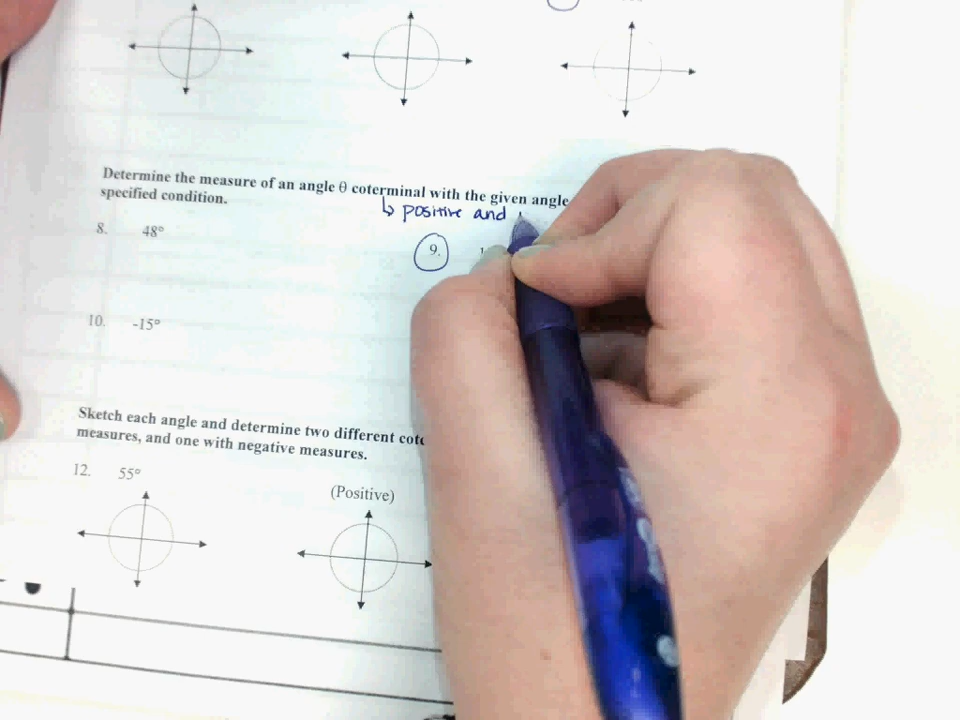 Determine the measure of an angle θ coterminal with the given angle
specified condition.
↳ positive and
8. 48°
9.
10. -15°
Sketch each angle and determine two different
measures, and one with negative measures.
12. 55°
(Positive)